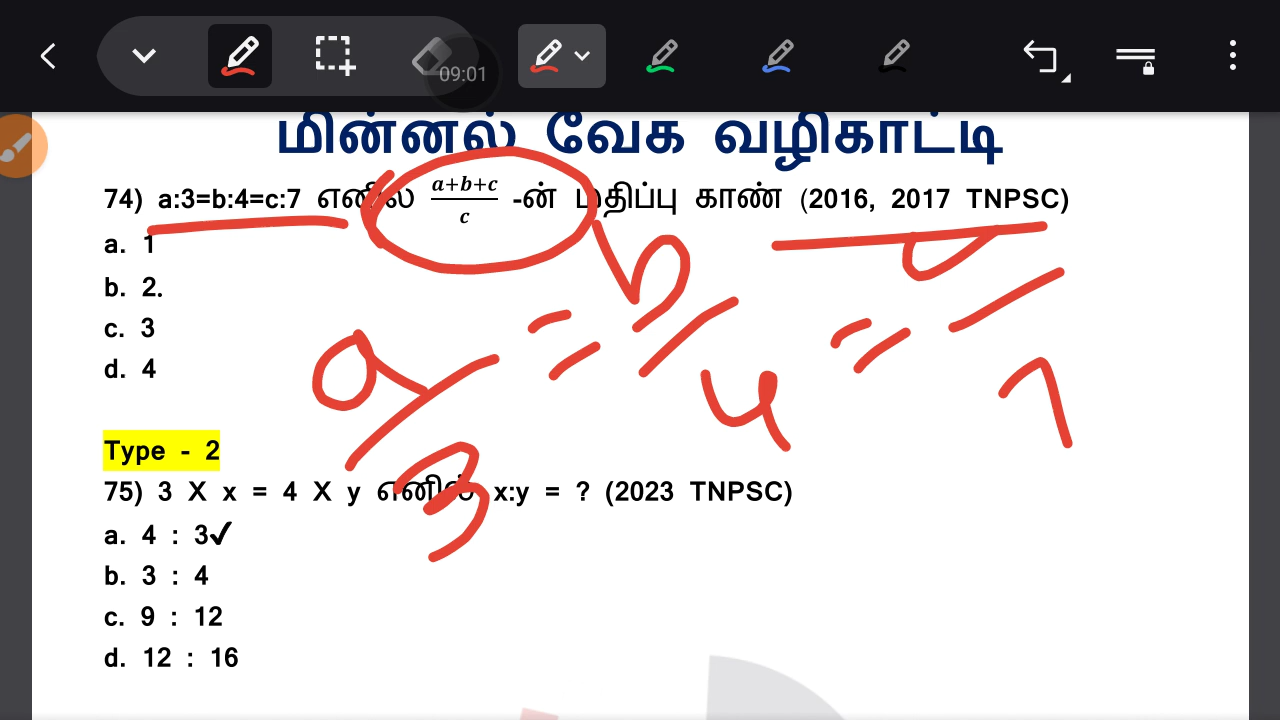 09:01
மின்னல் வேக வழிகாட்டி
74) a:3=b:4=c:7 எனில் a+b+c/c -ன் மதிப்பு காண் (2016, 2017 TNPSC)
a. 1
b. 2.
c. 3
d. 4
a/3 = b/4 = c/7
Type - 2
75) 3 X x = 4 X y எனில் x:y = ? (2023 TNPSC)
a. 4 : 3✓
b. 3 : 4
c. 9 : 12
d. 12 : 16